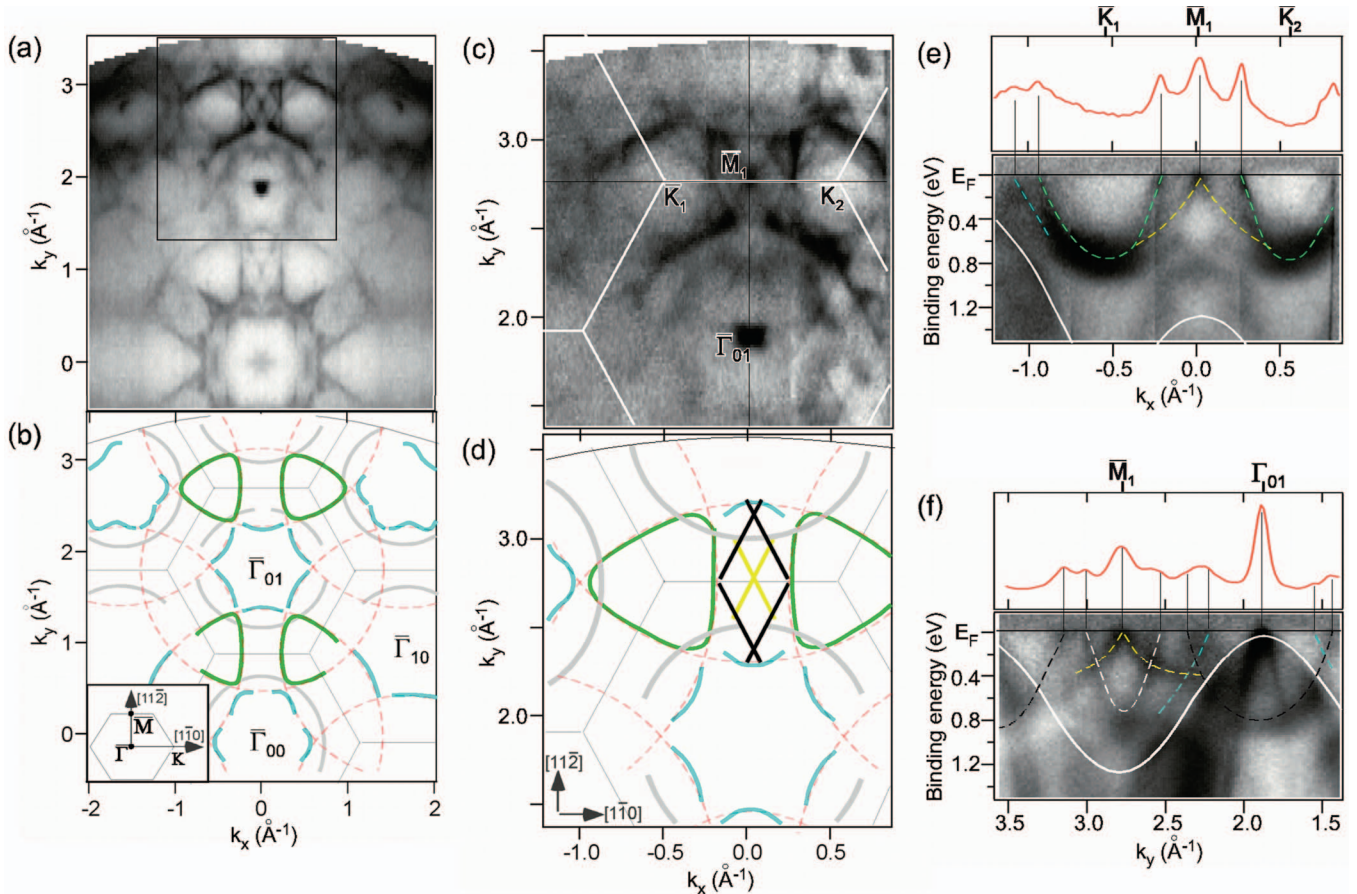 (a)
k_y (Å⁻¹)
3
2
1
0
(b)
k_y (Å⁻¹)
3
2
1
0
Γ̅₀₁
Γ̅₁₀
Γ̅₀₀
[112̅]
M̅
[11̅0]
Γ̅
K
-2
-1
0
1
2
k_x (Å⁻¹)
(c)
k_y (Å⁻¹)
3.0
2.0
M̅₁
K̅₁
K̅₂
Γ̅₀₁
(d)
k_y (Å⁻¹)
3.0
2.0
[112̅]
[11̅0]
-1.0
-0.5
0.0
0.5
k_x (Å⁻¹)
(e)
K̅₁
M̅₁
K̅₂
Binding energy (eV)
E_F
0.4
0.8
1.2
-1.0
-0.5
0.0
0.5
k_x (Å⁻¹)
(f)
M̅₁
Γ₀₁
Binding energy (eV)
E_F
0.4
0.8
1.2
3.5
3.0
2.5
2.0
1.5
k_y (Å⁻¹)